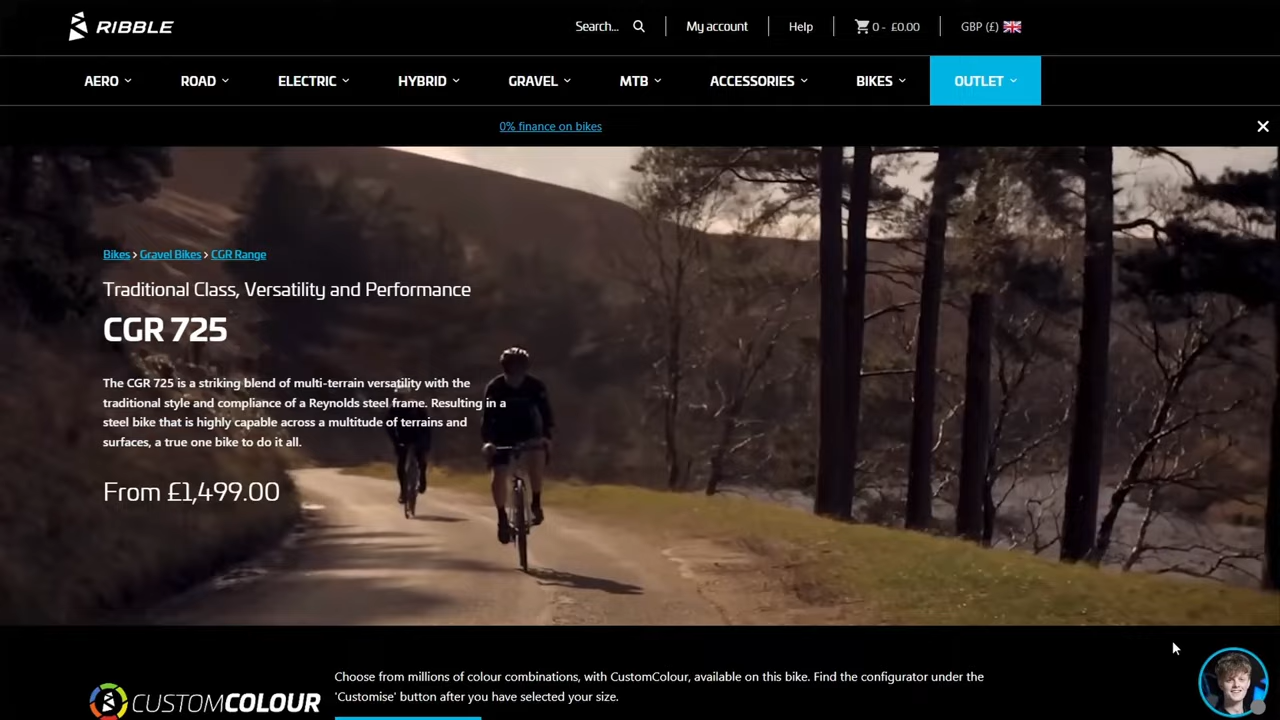 RIBBLE
Search...
My account
Help
0 - £0.00
GBP (£)
AERO
ROAD
ELECTRIC
HYBRID
GRAVEL
MTB
ACCESSORIES
BIKES
OUTLET
0% finance on bikes
Bikes > Gravel Bikes > CGR Range
Traditional Class, Versatility and Performance
CGR 725
The CGR 725 is a striking blend of multi-terrain versatility with the
traditional style and compliance of a Reynolds steel frame. Resulting in a
steel bike that is highly capable across a multitude of terrains and
surfaces, a true one bike to do it all.
From £1,499.00
CUSTOMCOLOUR
Choose from millions of colour combinations, with CustomColour, available on this bike. Find the configurator under the
'Customise' button after you have selected your size.